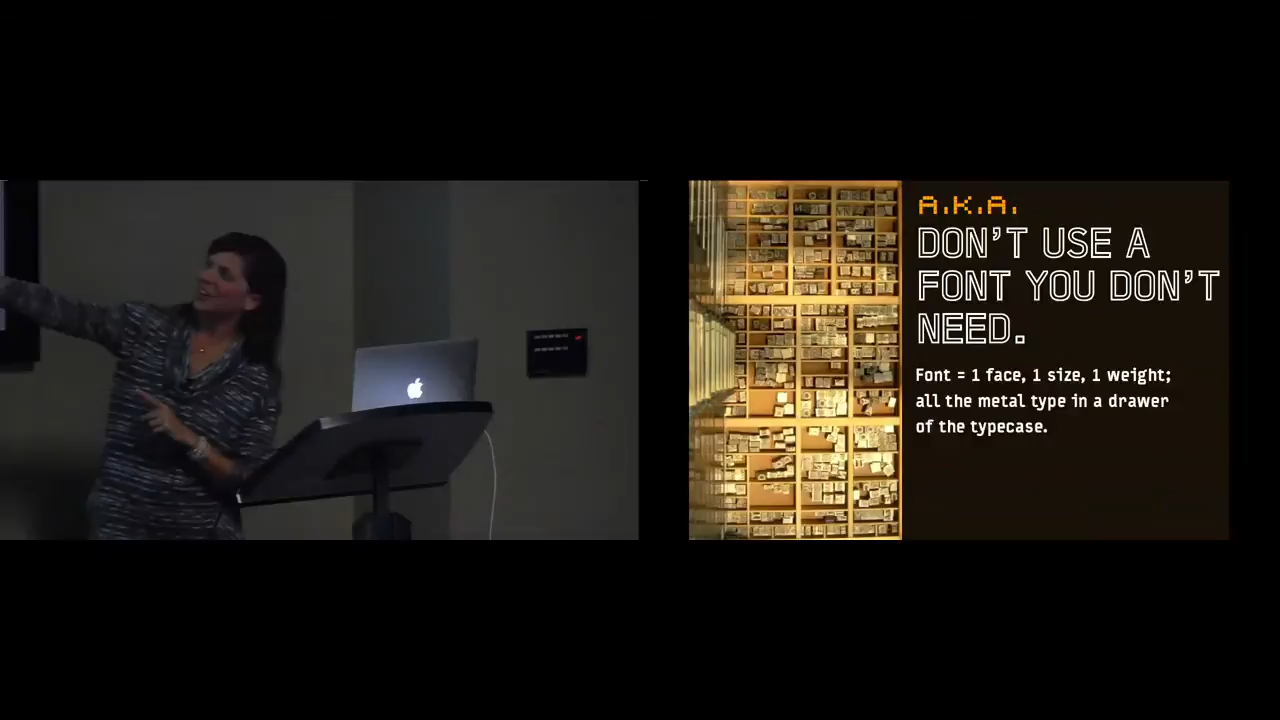 A.K.A.
DON'T USE A
FONT YOU DON'T
NEED.
Font = 1 face, 1 size, 1 weight;
all the metal type in a drawer
of the typecase.